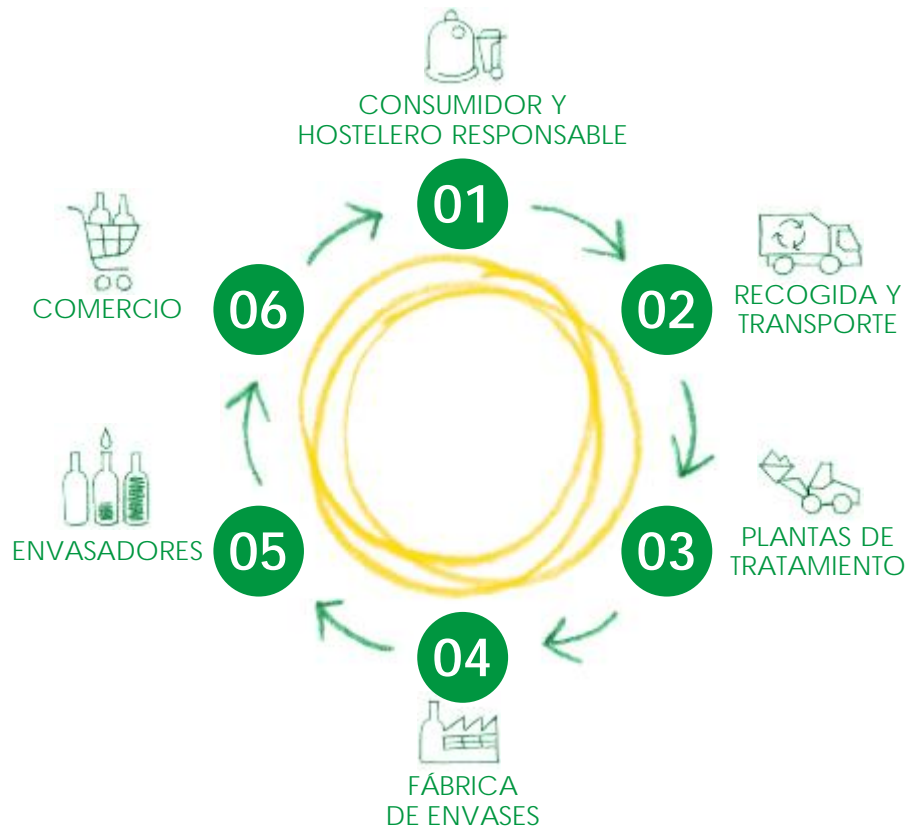 CONSUMIDOR Y
HOSTELERO RESPONSABLE
01
02
RECOGIDA Y
TRANSPORTE
03
PLANTAS DE
TRATAMIENTO
04
FÁBRICA
DE ENVASES
05
ENVASADORES
06
COMERCIO